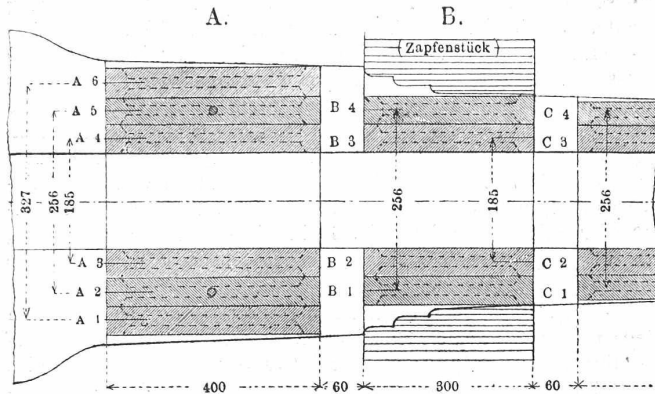 A. B.
Zapfenstück
A 6
A 5 B 4 C 4
A 4 B 3 C 3
327 256 185 256 185 256
A 3 B 2 C 2
A 2 B 1 C 1
A 1
400 60 300 60